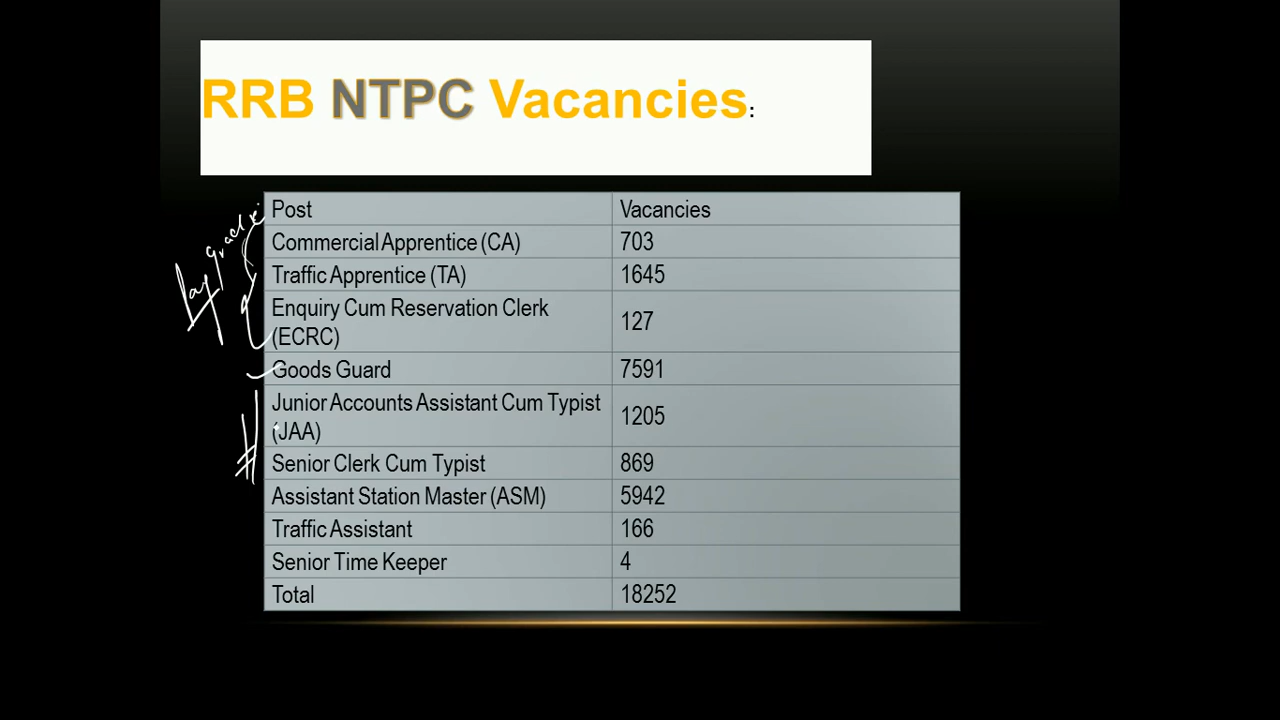 RRB NTPC Vacancies:
Post Vacancies
Commercial Apprentice (CA) 703
Traffic Apprentice (TA) 1645
Enquiry Cum Reservation Clerk
(ECRC) 127
Goods Guard 7591
Junior Accounts Assistant Cum Typist
(JAA) 1205
Senior Clerk Cum Typist 869
Assistant Station Master (ASM) 5942
Traffic Assistant 166
Senior Time Keeper 4
Total 18252
Pay grade